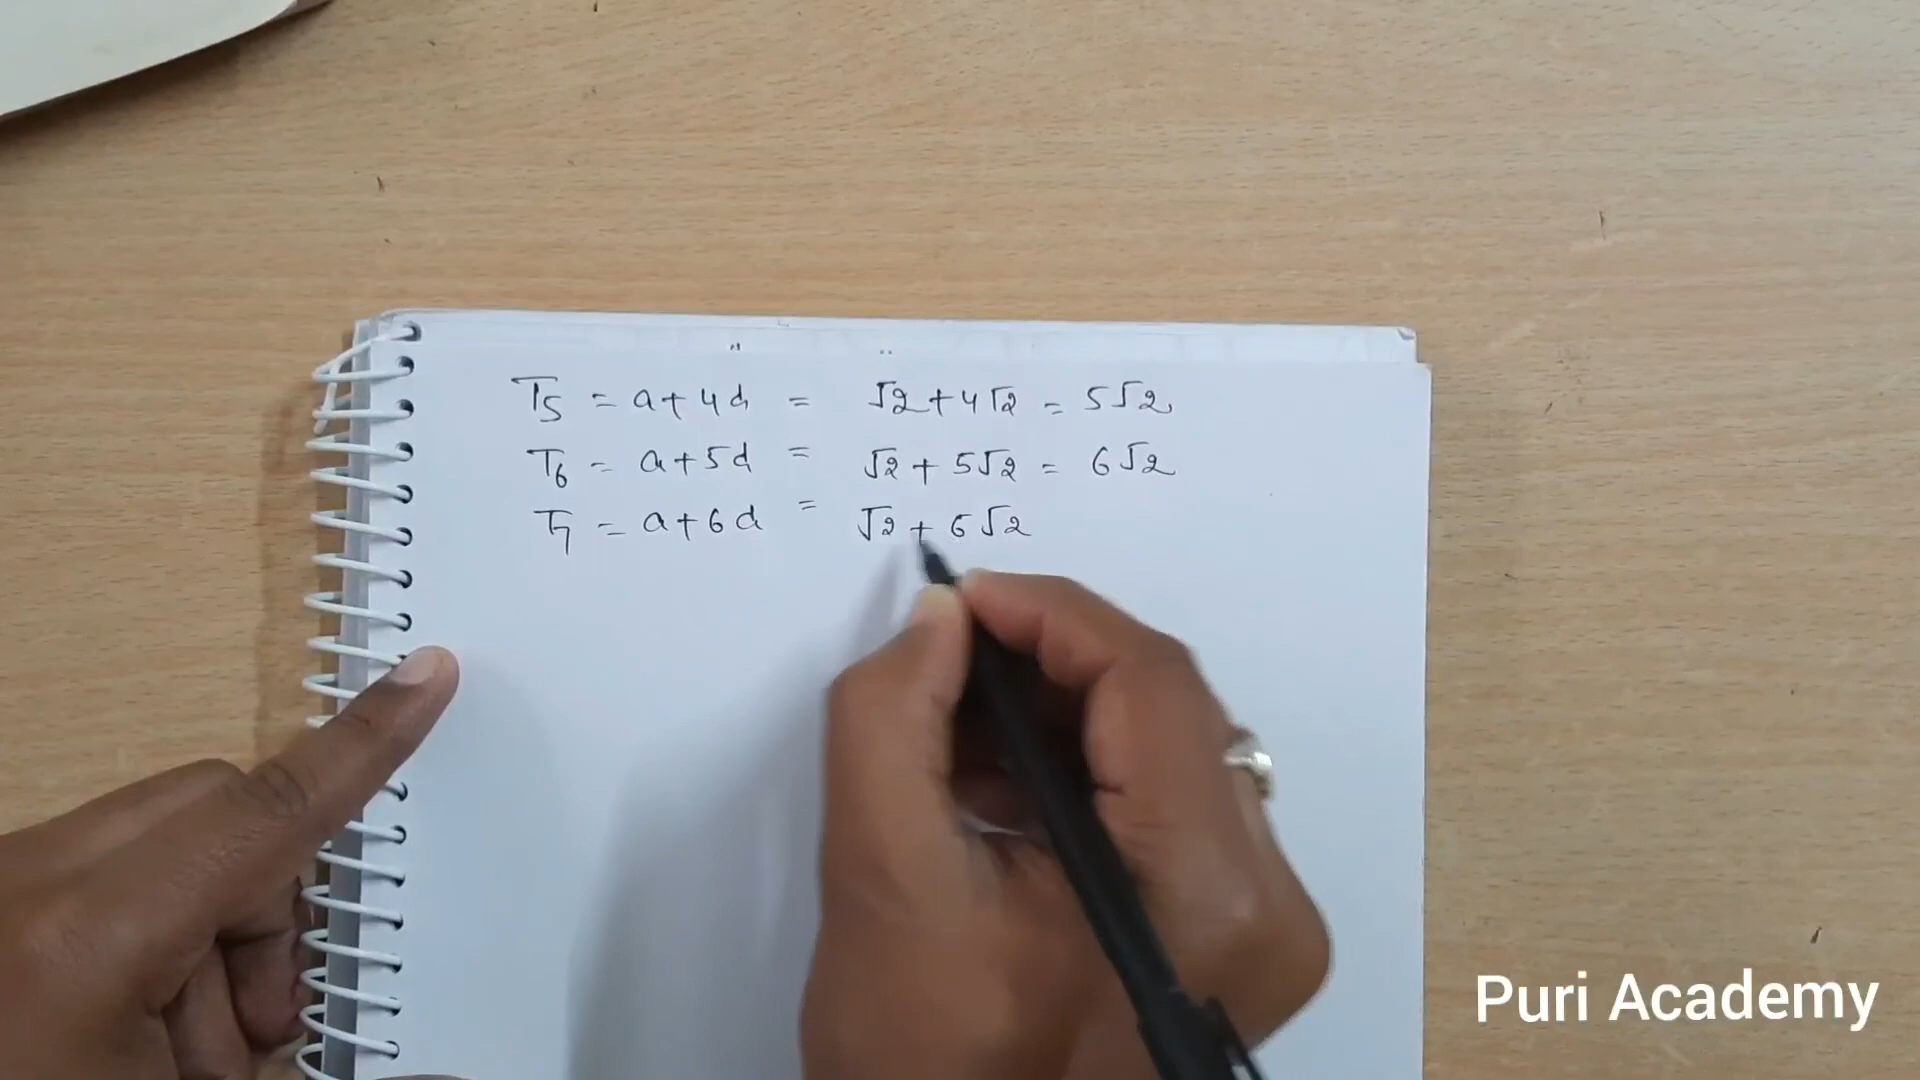 T5 = a+4d = √2+4√2 = 5√2
T6 = a+5d = √2+5√2 = 6√2
T7 = a+6d = √2+6√2
Puri Academy